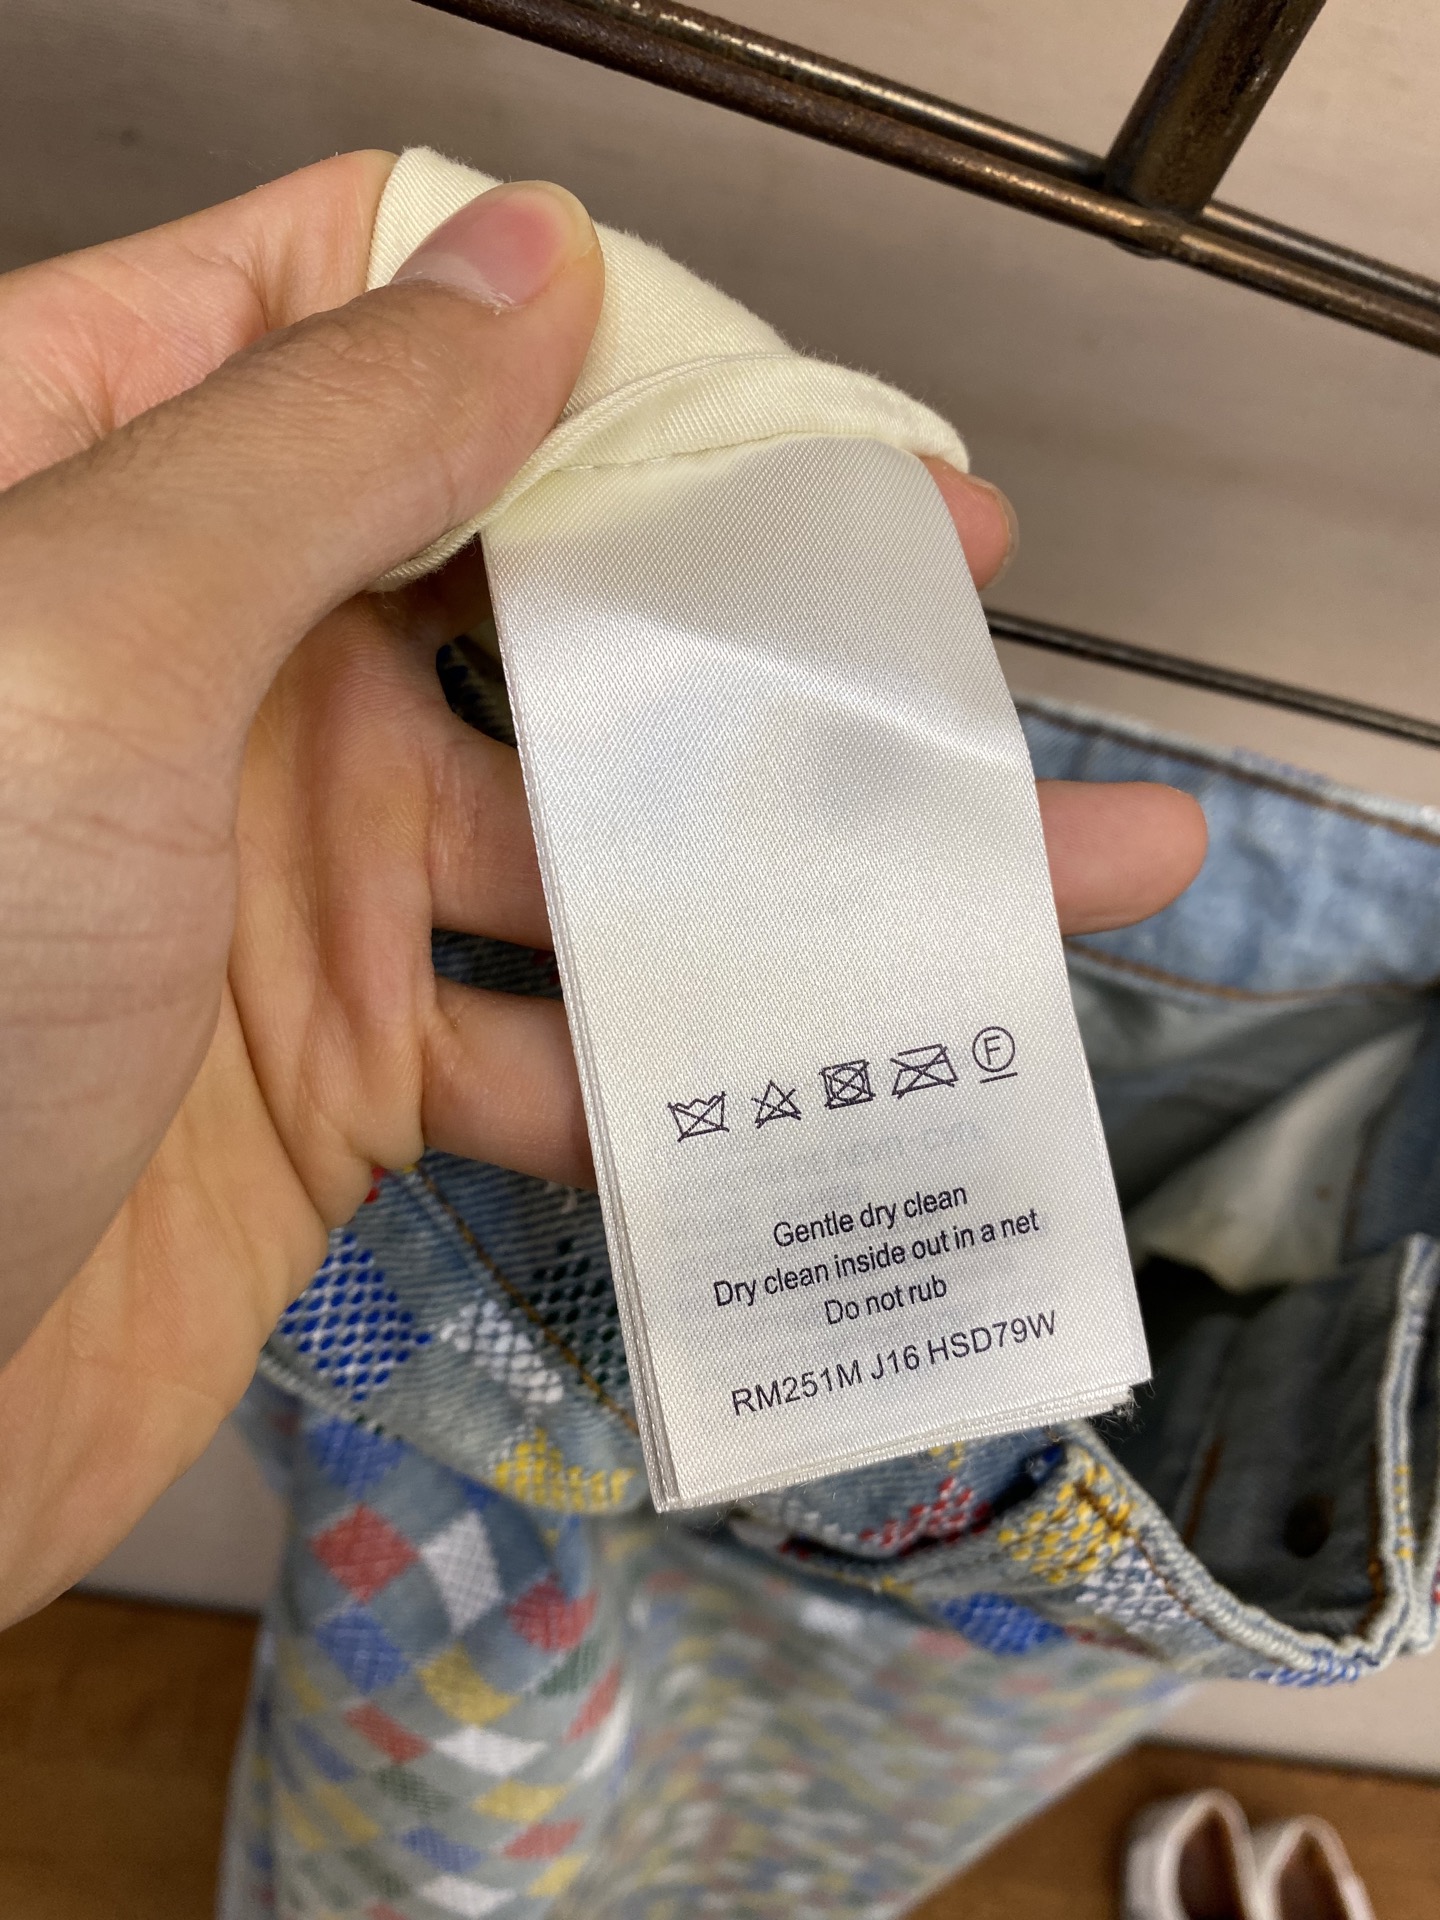 F
Gentle dry clean
Dry clean inside out in a net
Do not rub
RM251M J16 HSD79W